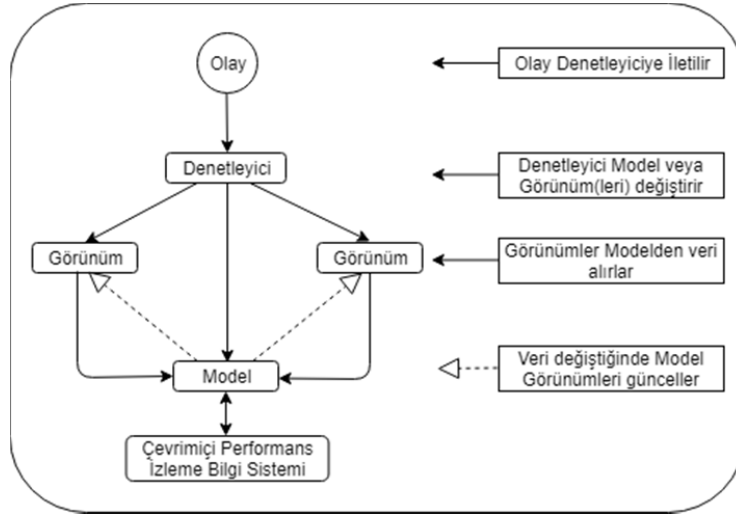 Olay
Olay Denetleyiciye İletilir
Denetleyici
Denetleyici Model veya
Görünüm(leri) değiştirir
Görünüm
Görünüm
Görünümler Modelden veri
alırlar
Model
Veri değiştiğinde Model
Görünümleri günceller
Çevrimiçi Performans
İzleme Bilgi Sistemi